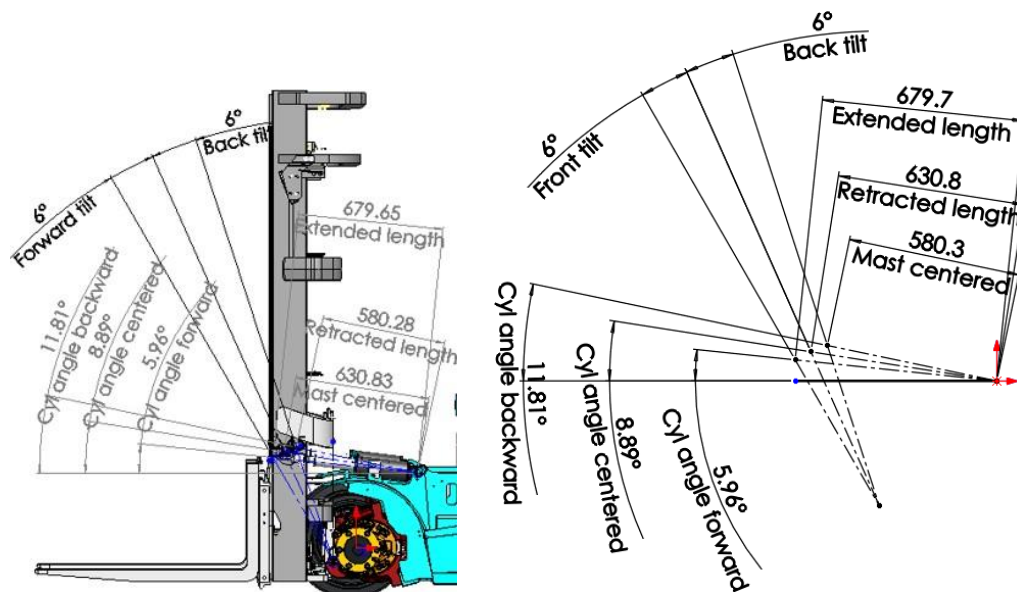 6°
Back tilt
6°
Forward tilt
679.65
Extended length
580.28
Retracted length
630.83
Mast centered
11.81°
Cyl angle backward
8.89°
Cyl angle centered
5.96°
Cyl angle forward
6°
Back tilt
6°
Front tilt
679.7
Extended length
630.8
Retracted length
580.3
Mast centered
11.81°
Cyl angle backward
8.89°
Cyl angle centered
5.96°
Cyl angle forward